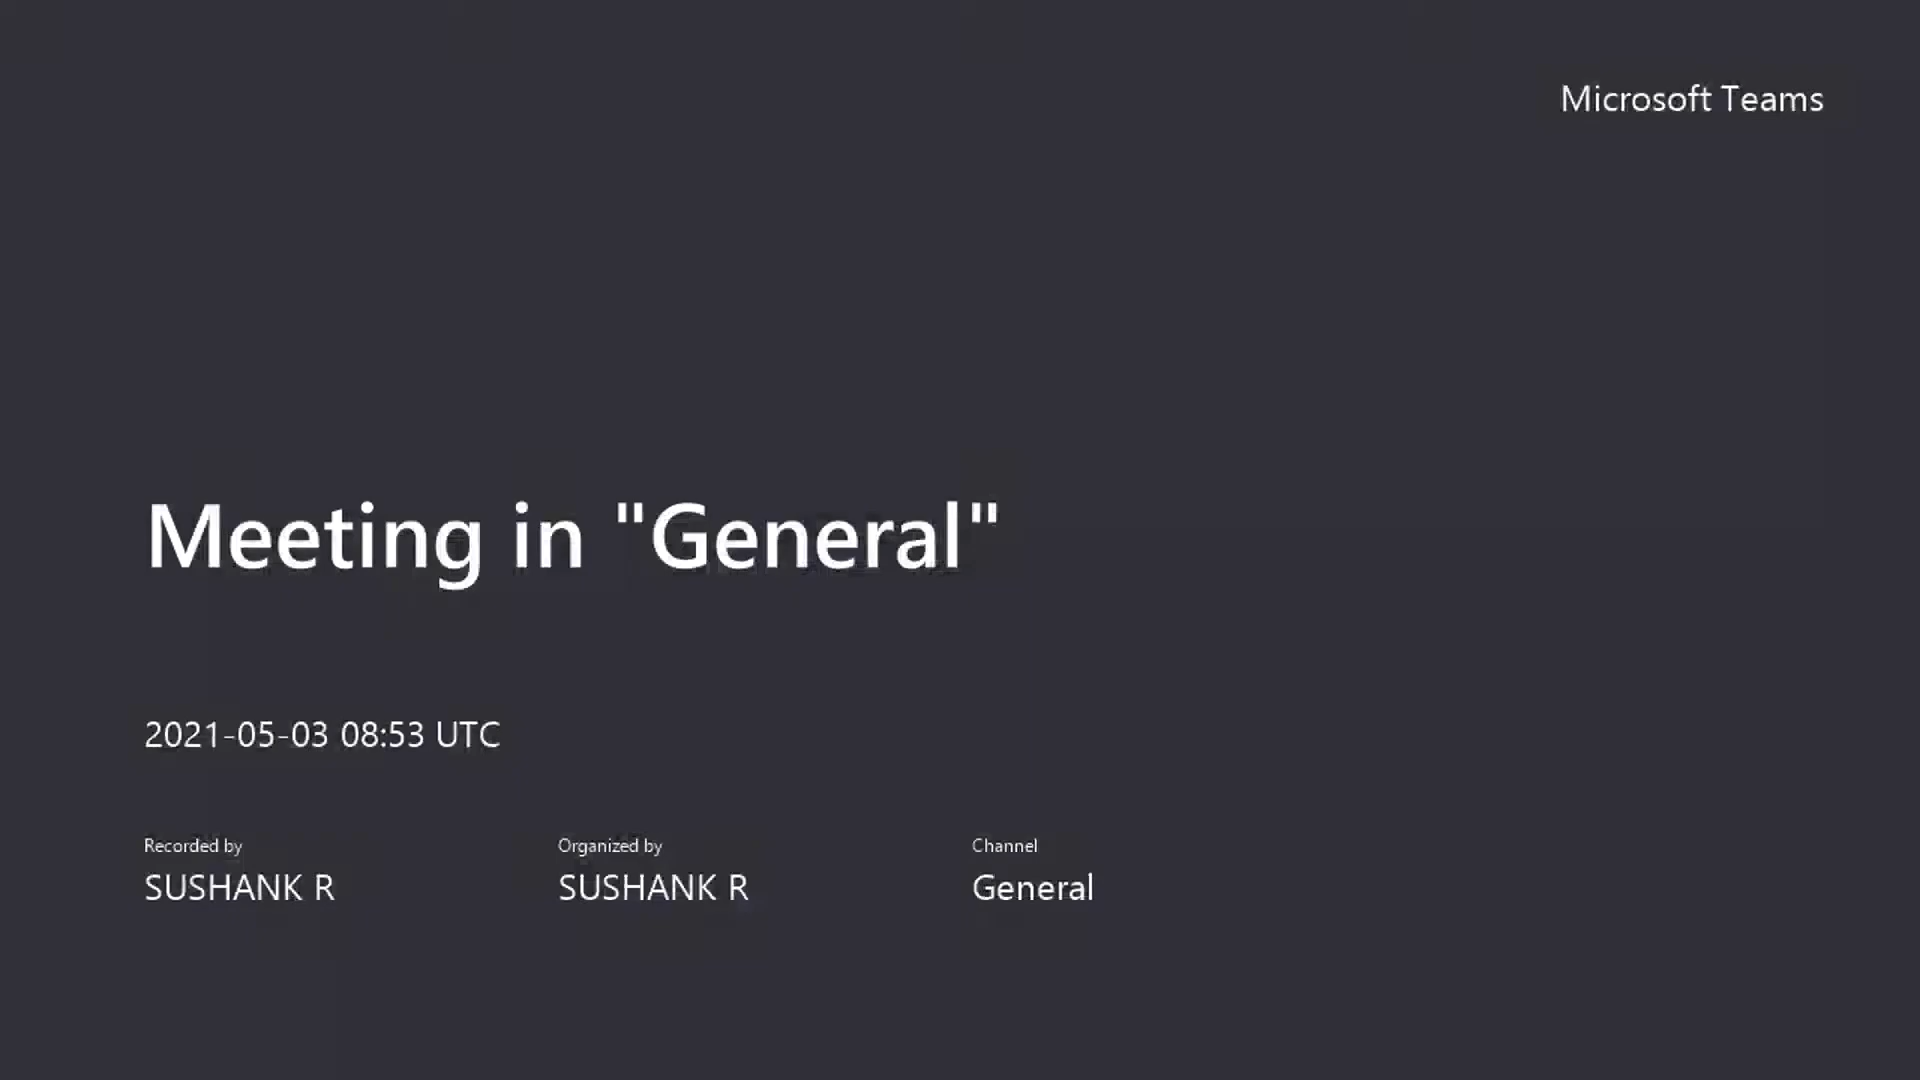 Microsoft Teams
Meeting in "General"
2021-05-03 08:53 UTC
Recorded by
SUSHANK R
Organized by
SUSHANK R
Channel
General